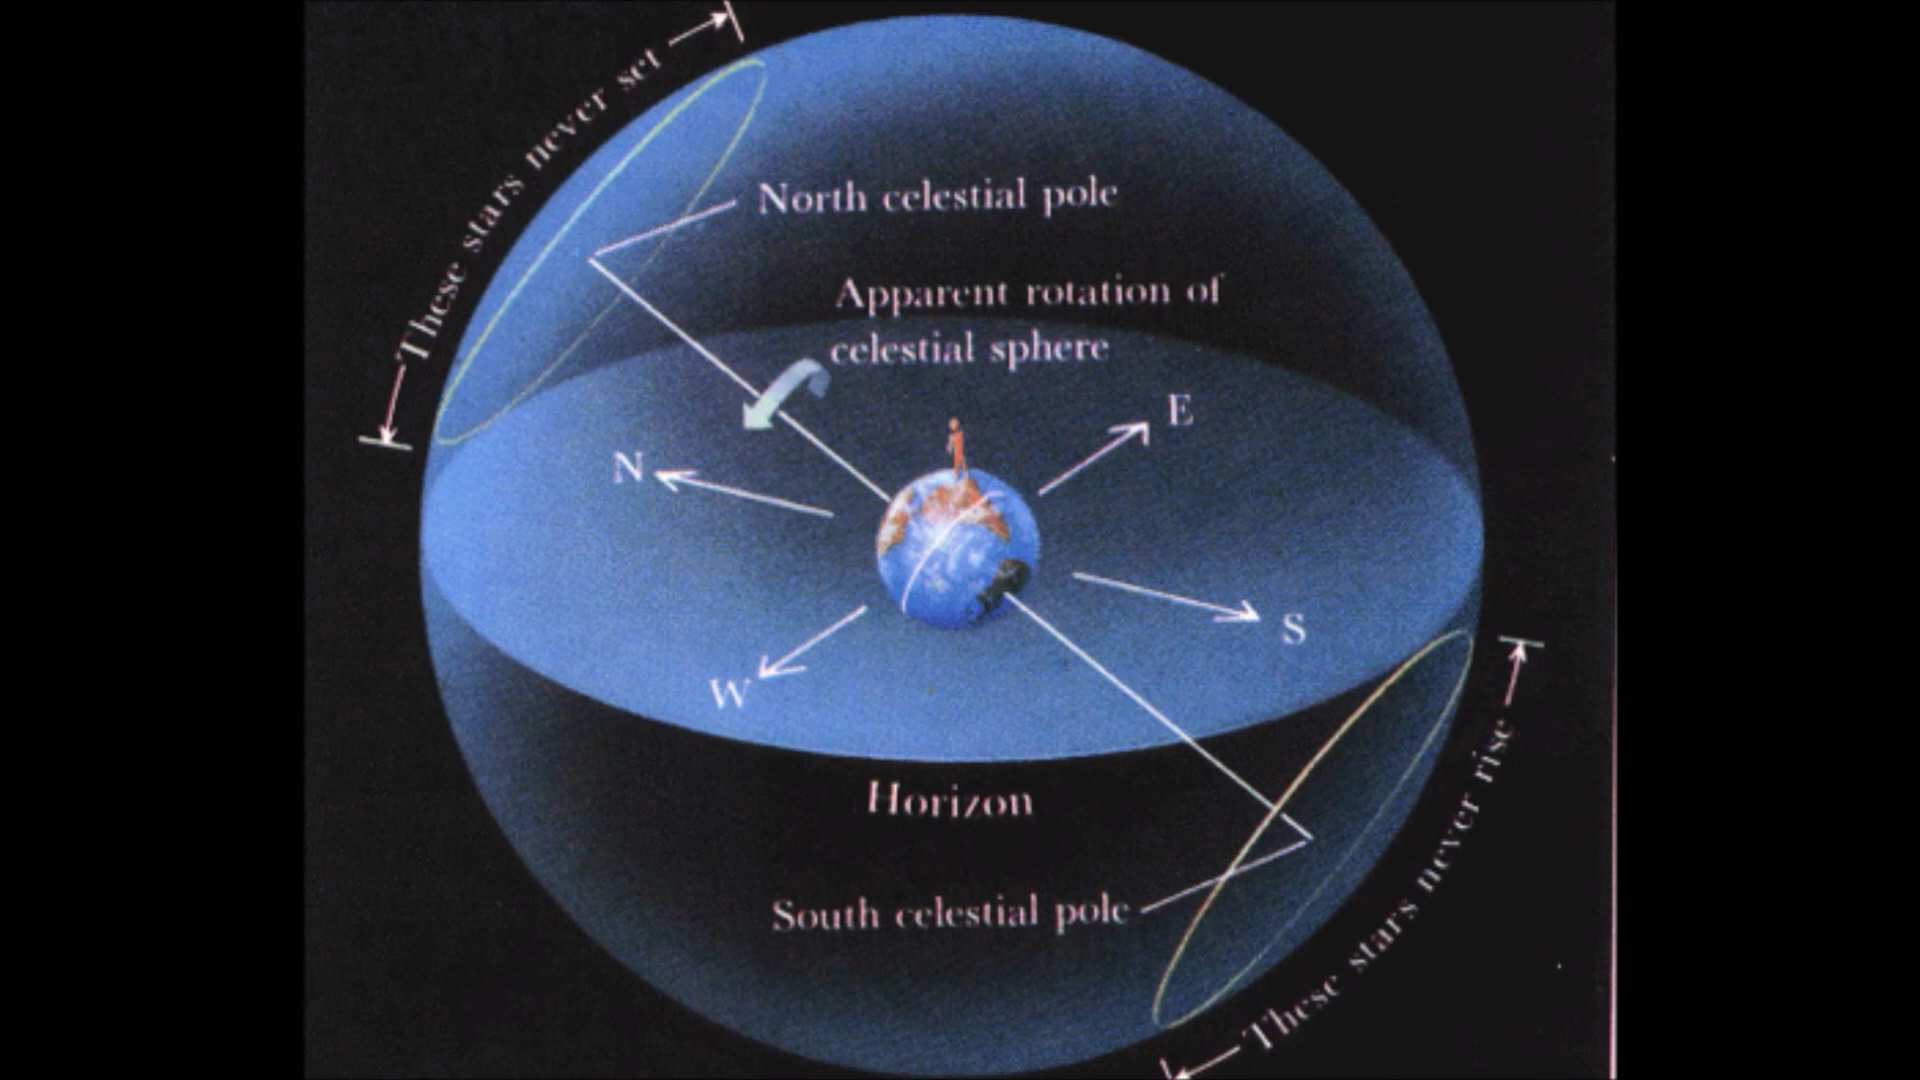 These stars never set
North celestial pole
Apparent rotation of
celestial sphere
E
N
S
W
Horizon
South celestial pole
These stars never rise